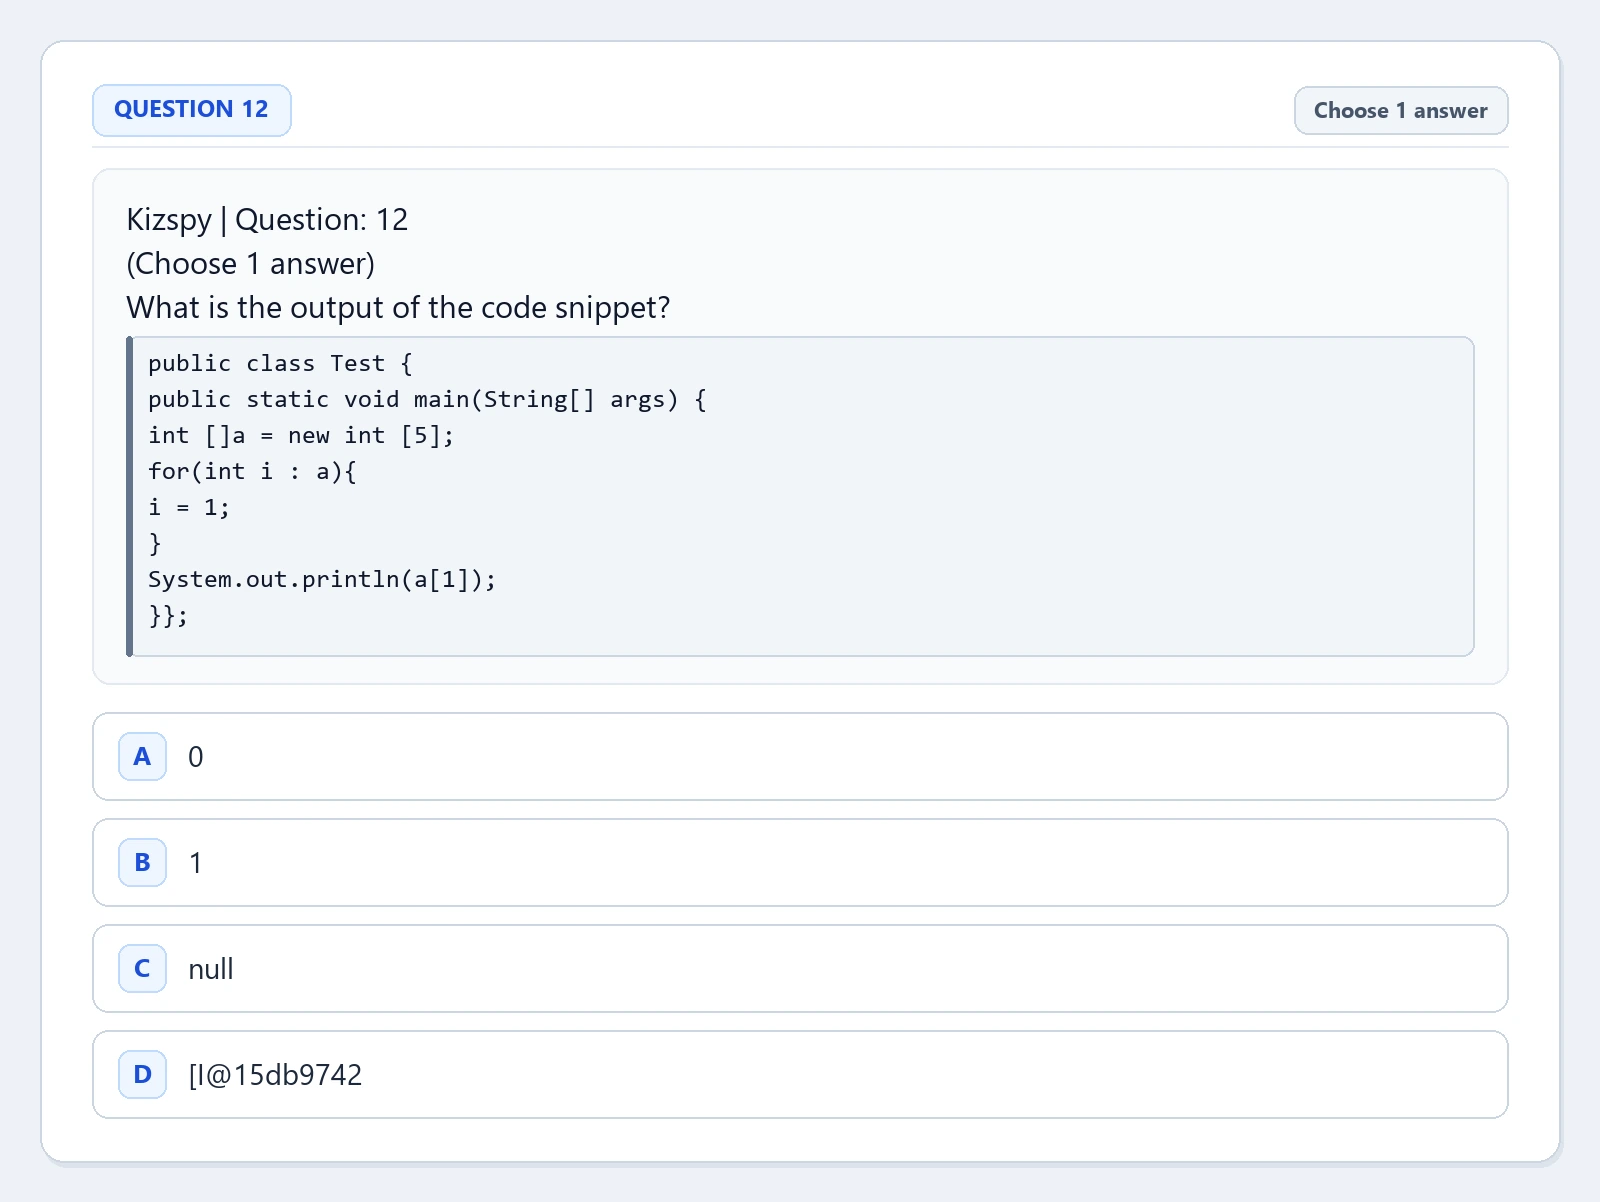 QUESTION 12
Choose 1 answer
Kizspy | Question: 12
(Choose 1 answer)
What is the output of the code snippet?
public class Test {
public static void main(String[] args) {
int []a = new int [5];
for(int i : a){
i = 1;
}
System.out.println(a[1]);
}};
A 0
B 1
C null
D [I@15db9742